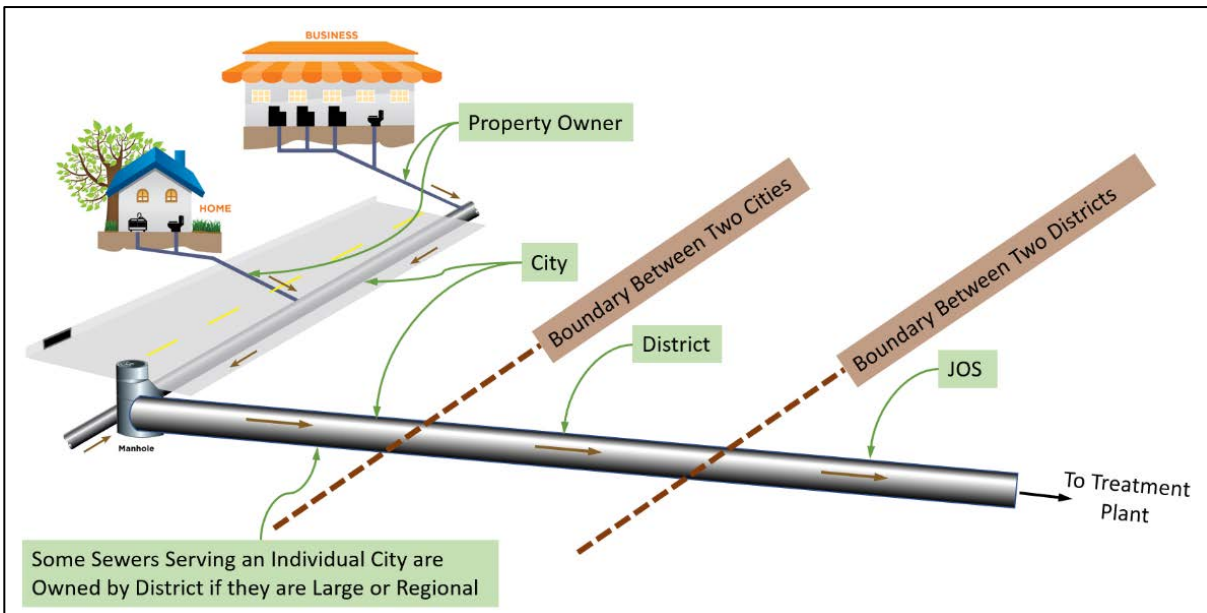 BUSINESS
Property Owner
HOME
City
Boundary Between Two Cities
Boundary Between Two Districts
District
JOS
Manhole
To Treatment
Plant
Some Sewers Serving an Individual City are
Owned by District if they are Large or Regional